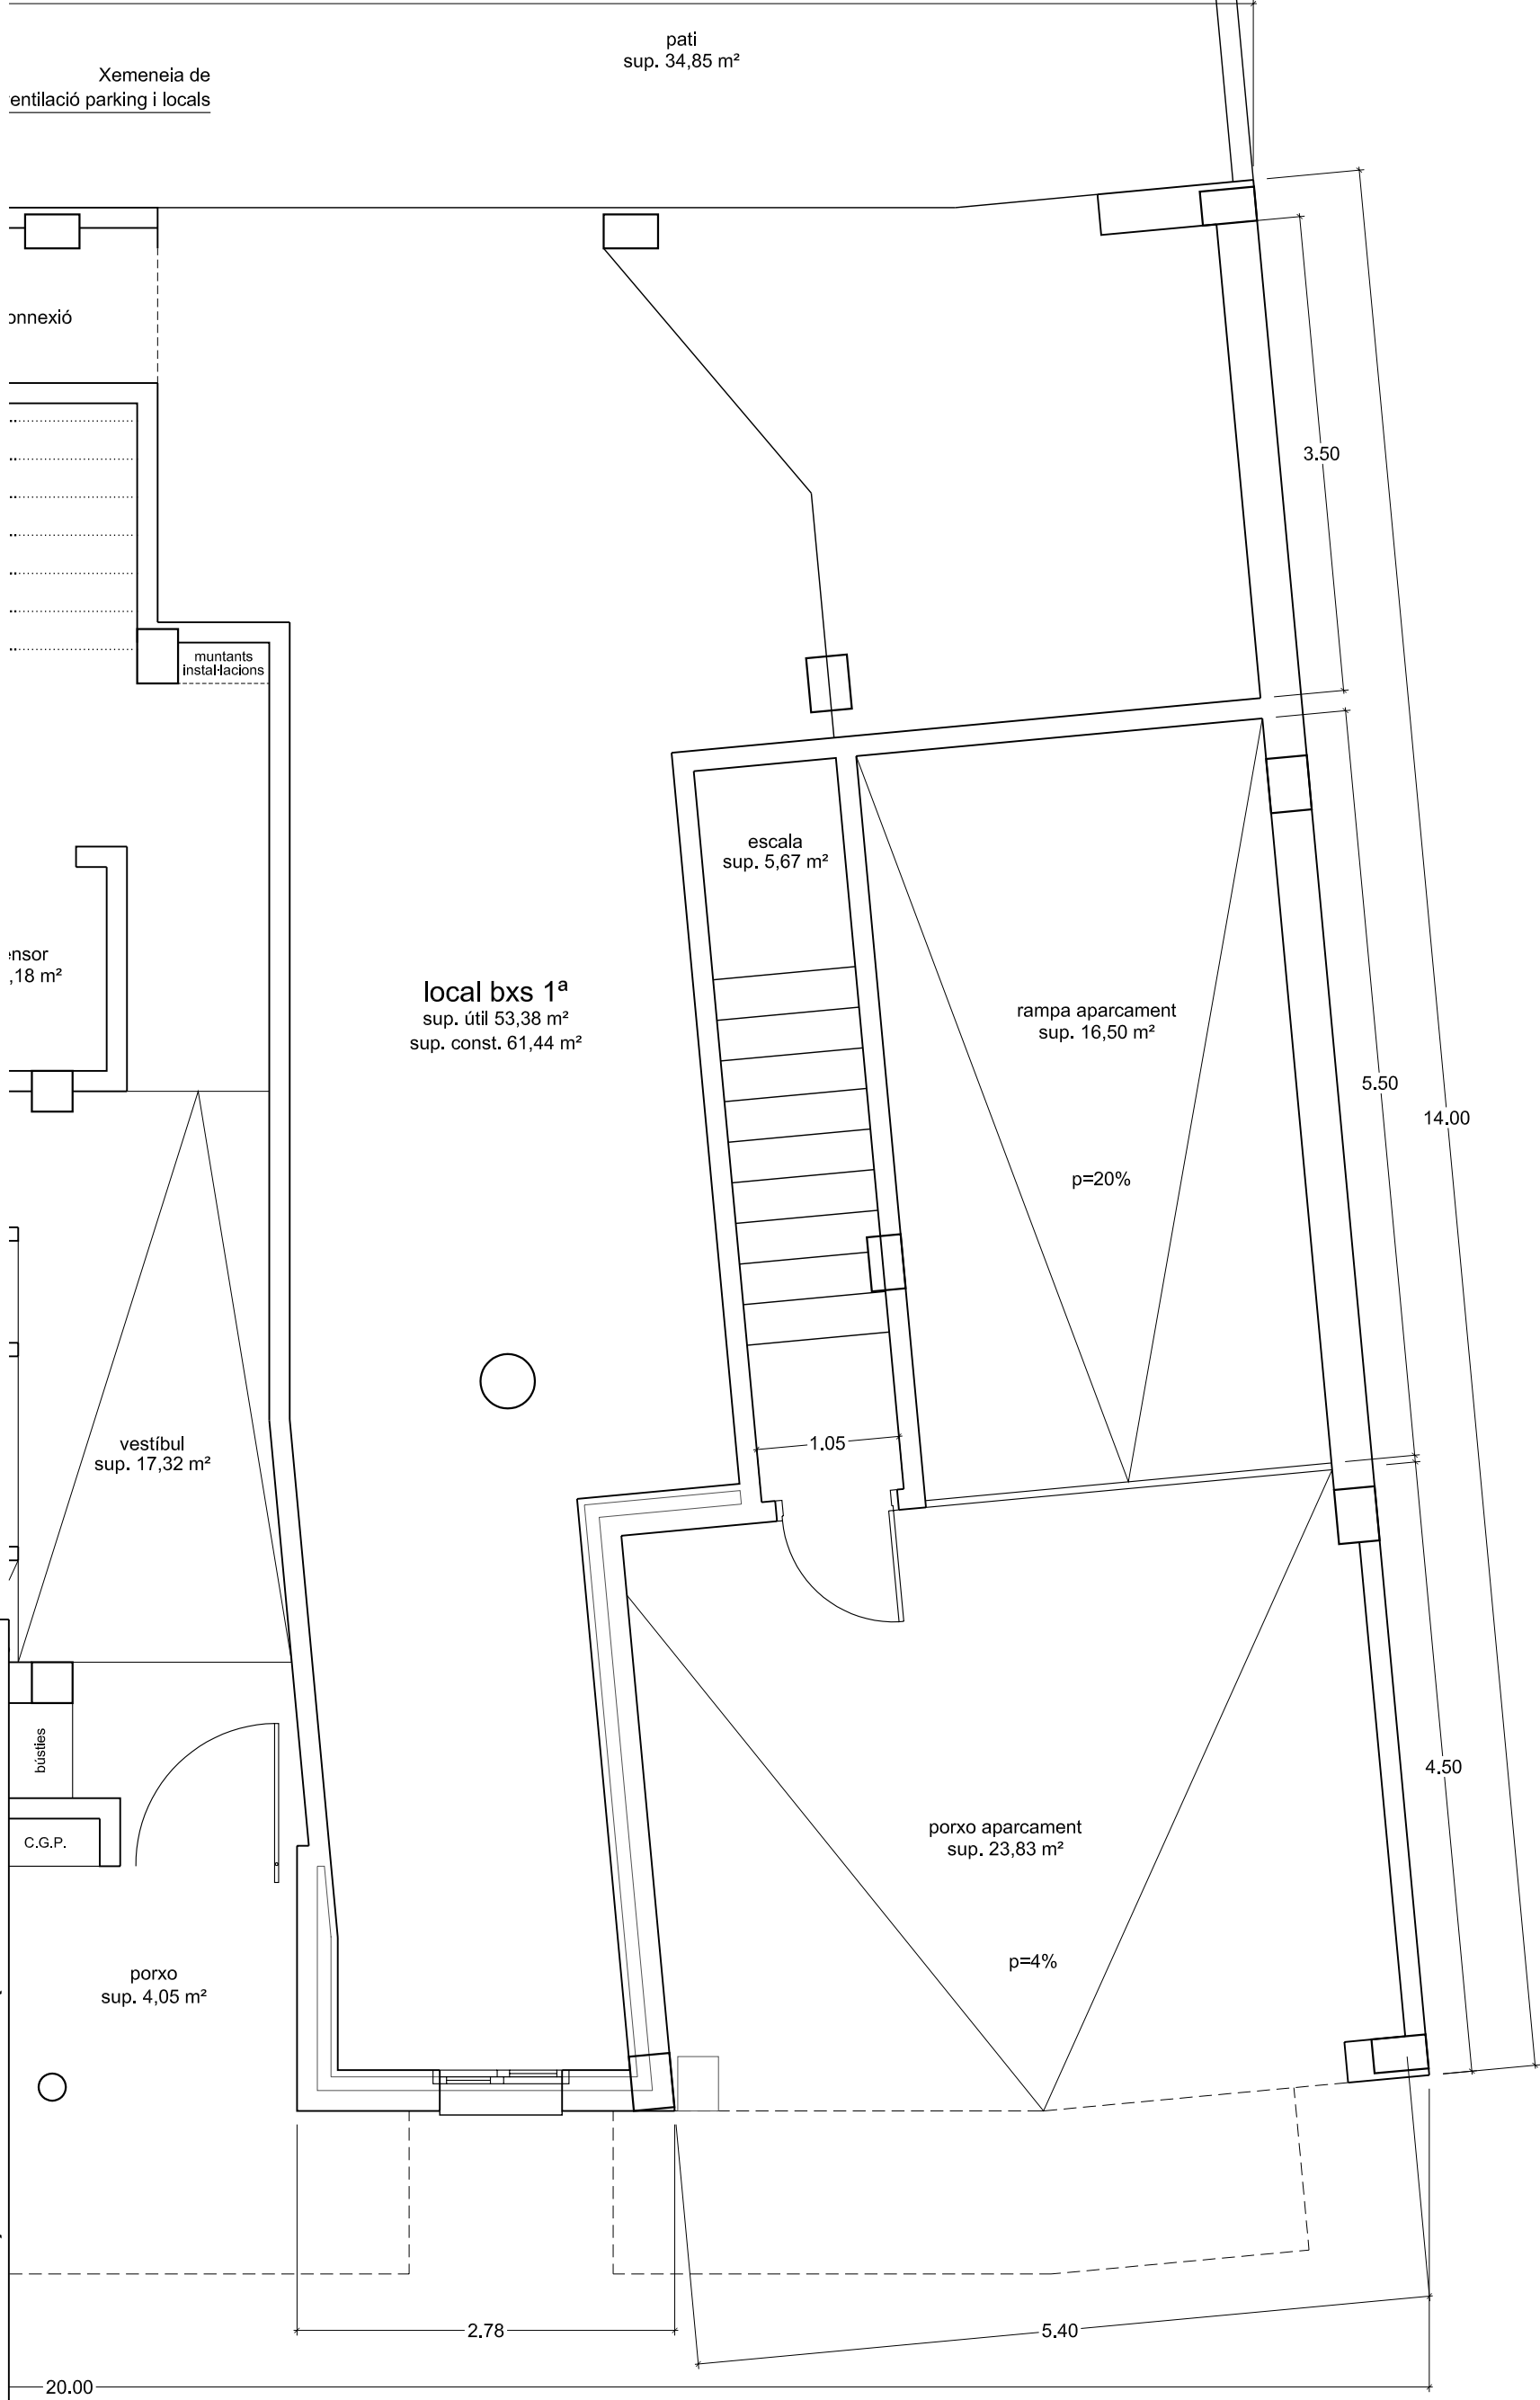 pati
sup. 34,85 m²
Xemeneia de
entilació parking i locals
onnexió
3.50
muntants
instal·lacions
escala
sup. 5,67 m²
ensor
,18 m²
local bxs 1ª
sup. útil 53,38 m²
sup. const. 61,44 m²
rampa aparcament
sup. 16,50 m²
5.50
14.00
p=20%
1.05
vestíbul
sup. 17,32 m²
bústies
4.50
C.G.P.
porxo aparcament
sup. 23,83 m²
p=4%
porxo
sup. 4,05 m²
2.78
5.40
20.00